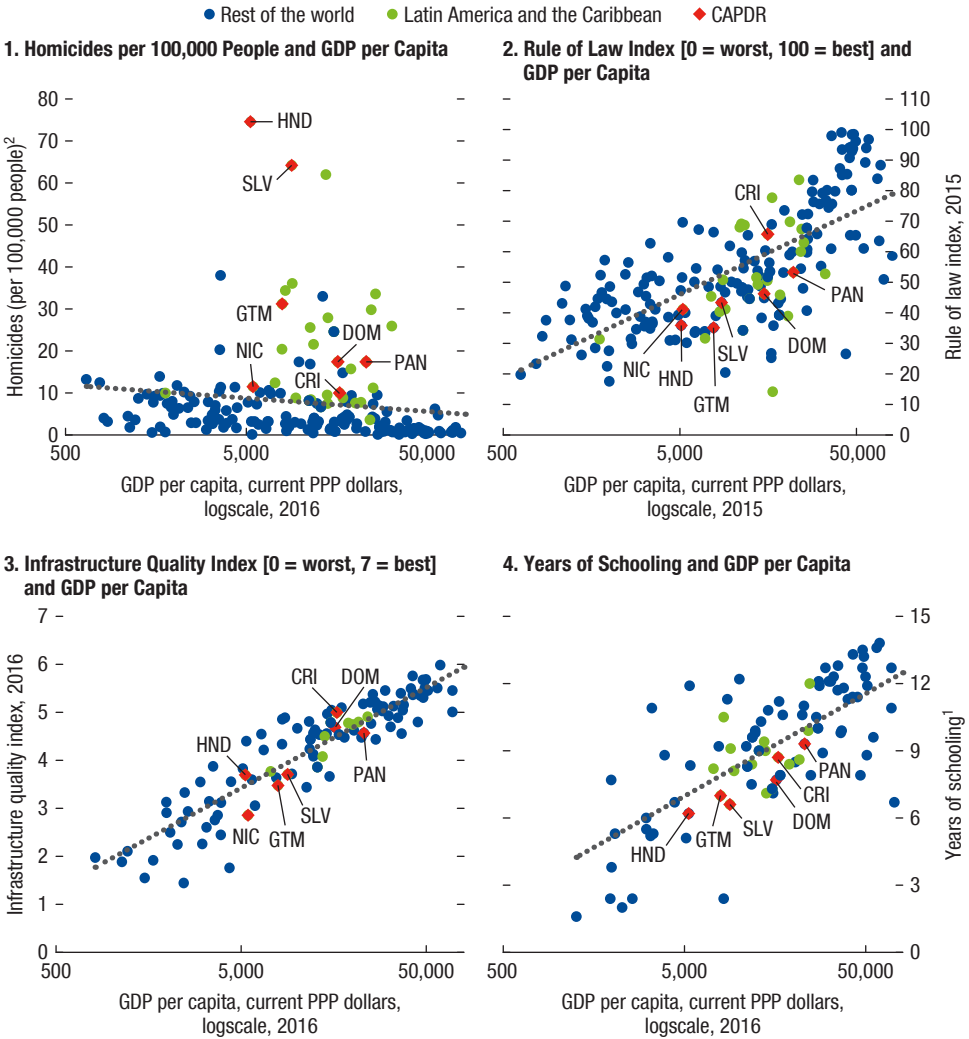 Rest of the world Latin America and the Caribbean CAPDR
1. Homicides per 100,000 People and GDP per Capita
80
70
60
50
40
30
20
10
0
Homicides (per 100,000 people)2
HND
SLV
GTM
DOM
NIC
PAN
CRI
500 5,000 50,000
GDP per capita, current PPP dollars,
logscale, 2016
2. Rule of Law Index [0 = worst, 100 = best] and
GDP per Capita
110
100
90
80
70
60
50
40
30
20
10
0
Rule of law index, 2015
CRI
PAN
DOM
SLV
NIC
HND
GTM
500 5,000 50,000
GDP per capita, current PPP dollars,
logscale, 2015
3. Infrastructure Quality Index [0 = worst, 7 = best]
and GDP per Capita
7
6
5
4
3
2
1
0
Infrastructure quality index, 2016
CRI
DOM
HND
PAN
SLV
NIC
GTM
500 5,000 50,000
GDP per capita, current PPP dollars,
logscale, 2016
4. Years of Schooling and GDP per Capita
15
12
9
6
3
0
Years of schooling1
PAN
CRI
DOM
SLV
GTM
HND
500 5,000 50,000
GDP per capita, current PPP dollars,
logscale, 2016